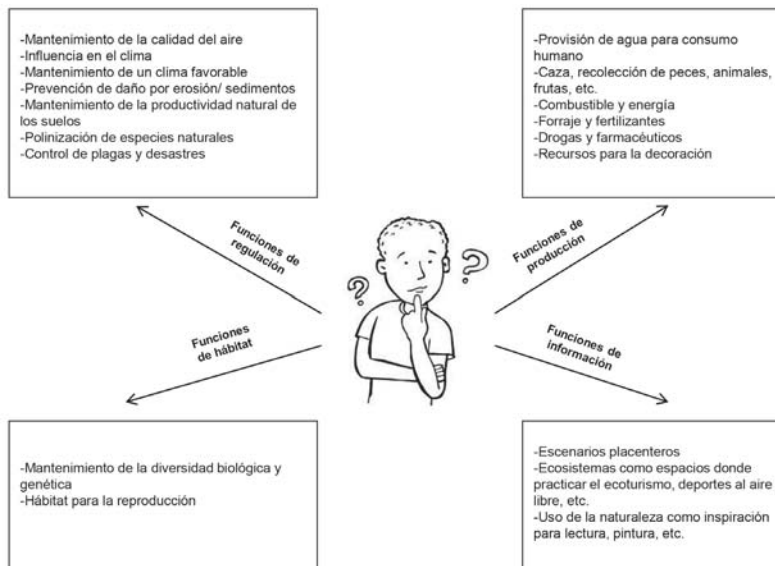 -Mantenimiento de la calidad del aire
-Influencia en el clima
-Mantenimiento de un clima favorable
-Prevención de daño por erosión/ sedimentos
-Mantenimiento de la productividad natural de
los suelos
-Polinización de especies naturales
-Control de plagas y desastres
-Provisión de agua para consumo
humano
-Caza, recolección de peces, animales,
frutas, etc.
-Combustible y energía
-Forraje y fertilizantes
-Drogas y farmacéuticos
-Recursos para la decoración
Funciones de
regulación
Funciones de
producción
? ?
Funciones
de hábitat
Funciones de
información
-Mantenimiento de la diversidad biológica y
genética
-Hábitat para la reproducción
-Escenarios placenteros
-Ecosistemas como espacios donde
practicar el ecoturismo, deportes al aire
libre, etc.
-Uso de la naturaleza como inspiración
para lectura, pintura, etc.